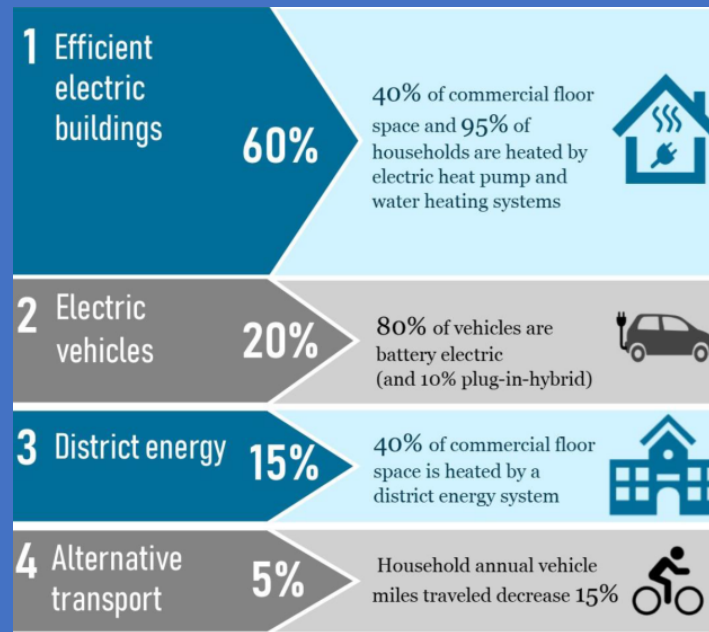 1 Efficient
electric
buildings
60%
40% of commercial floor
space and 95% of
households are heated by
electric heat pump and
water heating systems
2 Electric
vehicles
20%
80% of vehicles are
battery electric
(and 10% plug-in-hybrid)
3 District energy
15%
40% of commercial floor
space is heated by a
district energy system
4 Alternative
transport
5%
Household annual vehicle
miles traveled decrease 15%